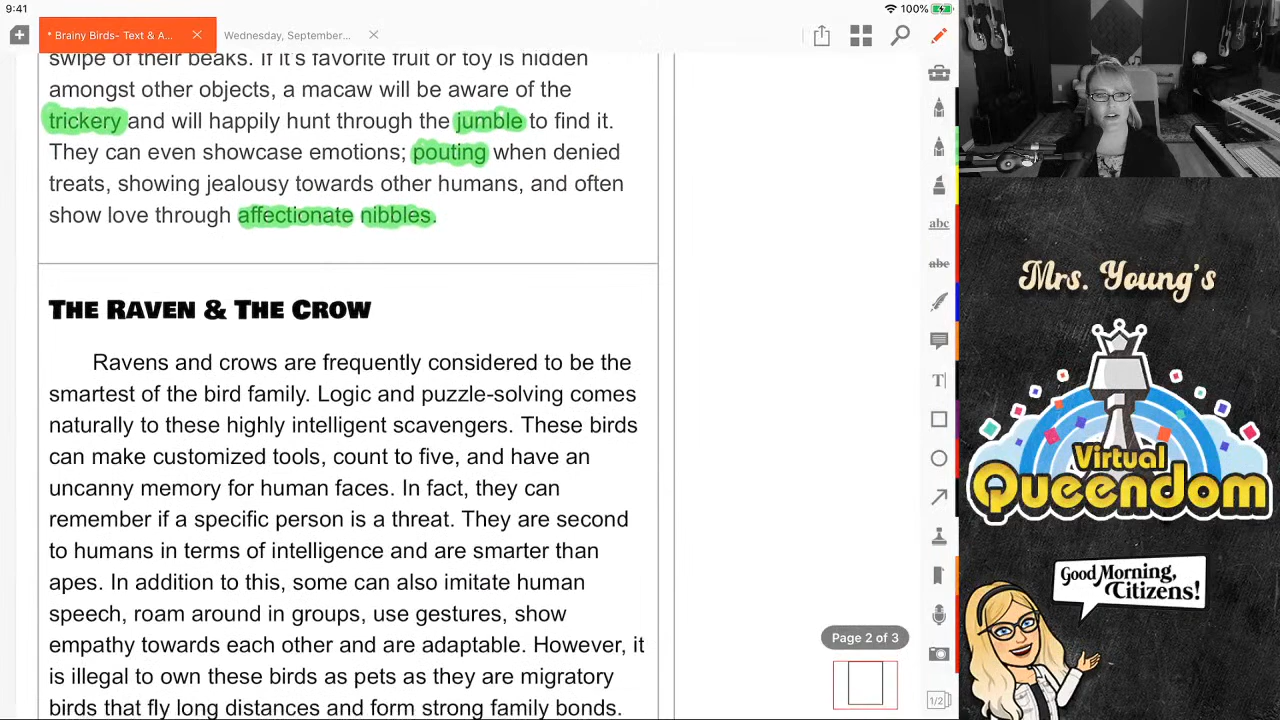 9:41
100%
* Brainy Birds- Text & A...
Wednesday, September...
swipe of their beaks. If it's favorite fruit or toy is hidden
amongst other objects, a macaw will be aware of the
trickery and will happily hunt through the jumble to find it.
They can even showcase emotions; pouting when denied
treats, showing jealousy towards other humans, and often
show love through affectionate nibbles.
The Raven & The Crow
Ravens and crows are frequently considered to be the
smartest of the bird family. Logic and puzzle-solving comes
naturally to these highly intelligent scavengers. These birds
can make customized tools, count to five, and have an
uncanny memory for human faces. In fact, they can
remember if a specific person is a threat. They are second
to humans in terms of intelligence and are smarter than
apes. In addition to this, some can also imitate human
speech, roam around in groups, use gestures, show
empathy towards each other and are adaptable. However, it
is illegal to own these birds as pets as they are migratory
birds that fly long distances and form strong family bonds.
Page 2 of 3
abc
abc
T
1/2
Mrs. Young's
Virtual
Queendom
Good Morning,
Citizens!